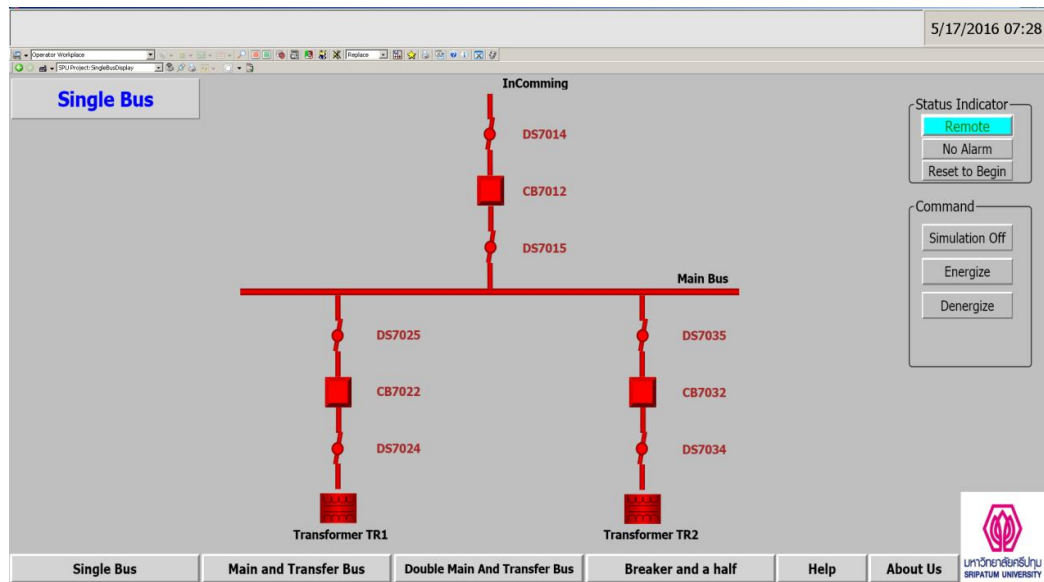 5/17/2016 07:28
Operator Workplace
Replace
SPU Project:SingleBusDisplay
Single Bus
InComming
DS7014
CB7012
DS7015
Main Bus
DS7025
DS7035
CB7022
CB7032
DS7024
DS7034
Transformer TR1
Transformer TR2
Status Indicator
Remote
No Alarm
Reset to Begin
Command
Simulation Off
Energize
Denergize
มหาวิทยาลัยศรีปทุม
SRIPATUM UNIVERSITY
Single Bus
Main and Transfer Bus
Double Main And Transfer Bus
Breaker and a half
Help
About Us